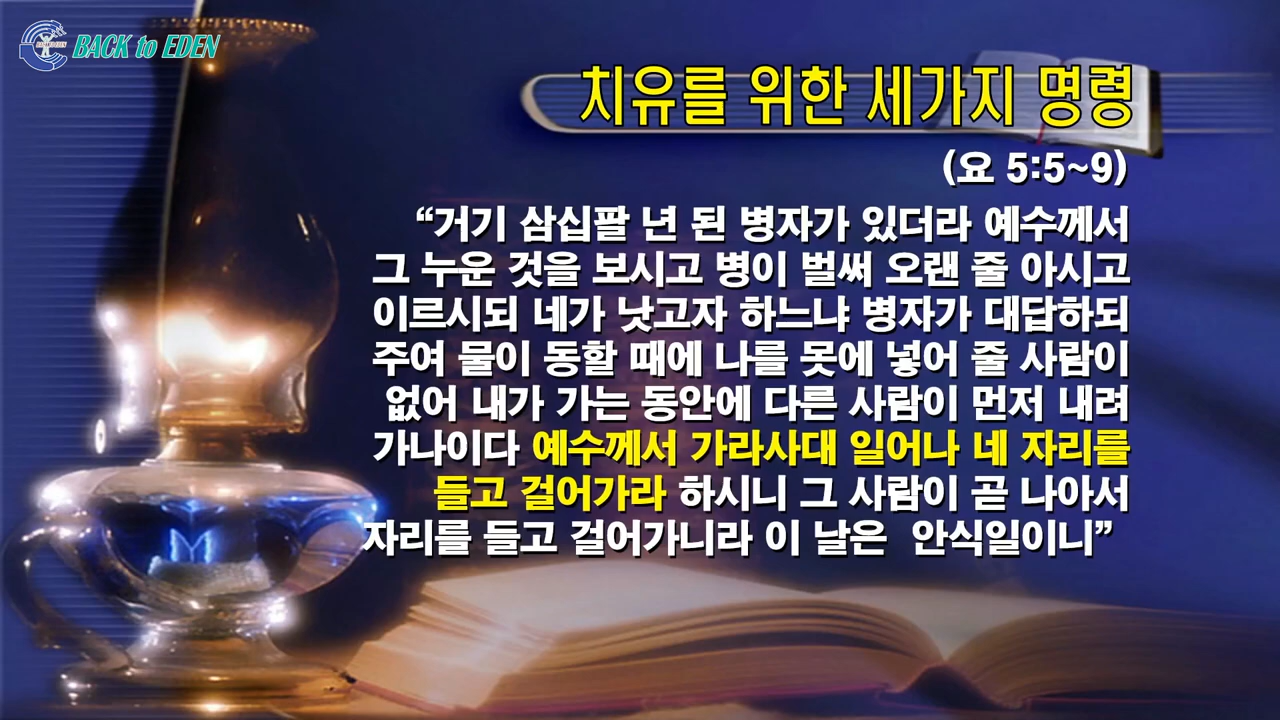 BACK to EDEN
치유를 위한 세가지 명령
(요 5:5~9)
“거기 삼십팔 년 된 병자가 있더라 예수께서
그 누운 것을 보시고 병이 벌써 오랜 줄 아시고
이르시되 네가 낫고자 하느냐 병자가 대답하되
주여 물이 동할 때에 나를 못에 넣어 줄 사람이
없어 내가 가는 동안에 다른 사람이 먼저 내려
가나이다 예수께서 가라사대 일어나 네 자리를
들고 걸어가라 하시니 그 사람이 곧 나아서
자리를 들고 걸어가니라 이 날은 안식일이니”